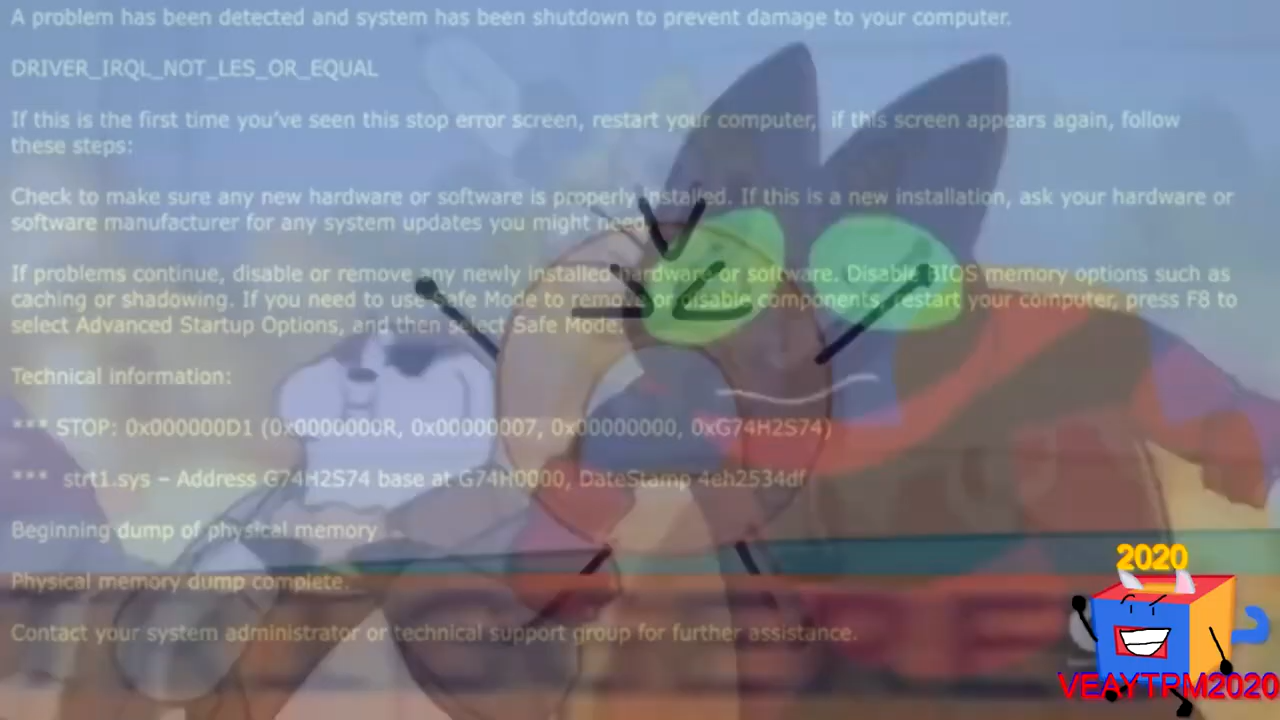 A problem has been detected and system has been shutdown to prevent damage to your computer.
DRIVER_IRQL_NOT_LES_OR_EQUAL
If this is the first time you've seen this stop error screen, restart your computer, if this screen appears again, follow
these steps:
Check to make sure any new hardware or software is properly installed. If this is a new installation, ask your hardware or
software manufacturer for any system updates you might need.
If problems continue, disable or remove any newly installed hardware or software. Disable BIOS memory options such as
caching or shadowing. If you need to use Safe Mode to remove or disable components, restart your computer, press F8 to
select Advanced Startup Options, and then select Safe Mode.
Technical information:
*** STOP: 0x000000D1 (0x0000000R, 0x00000007, 0x00000000, 0xG74H2S74)
*** strt1.sys – Address G74H2S74 base at G74H0000, DateStamp 4eh2534df
Beginning dump of physical memory
Physical memory dump complete.
Contact your system administrator or technical support group for further assistance.
2020
VEAYTPM2020